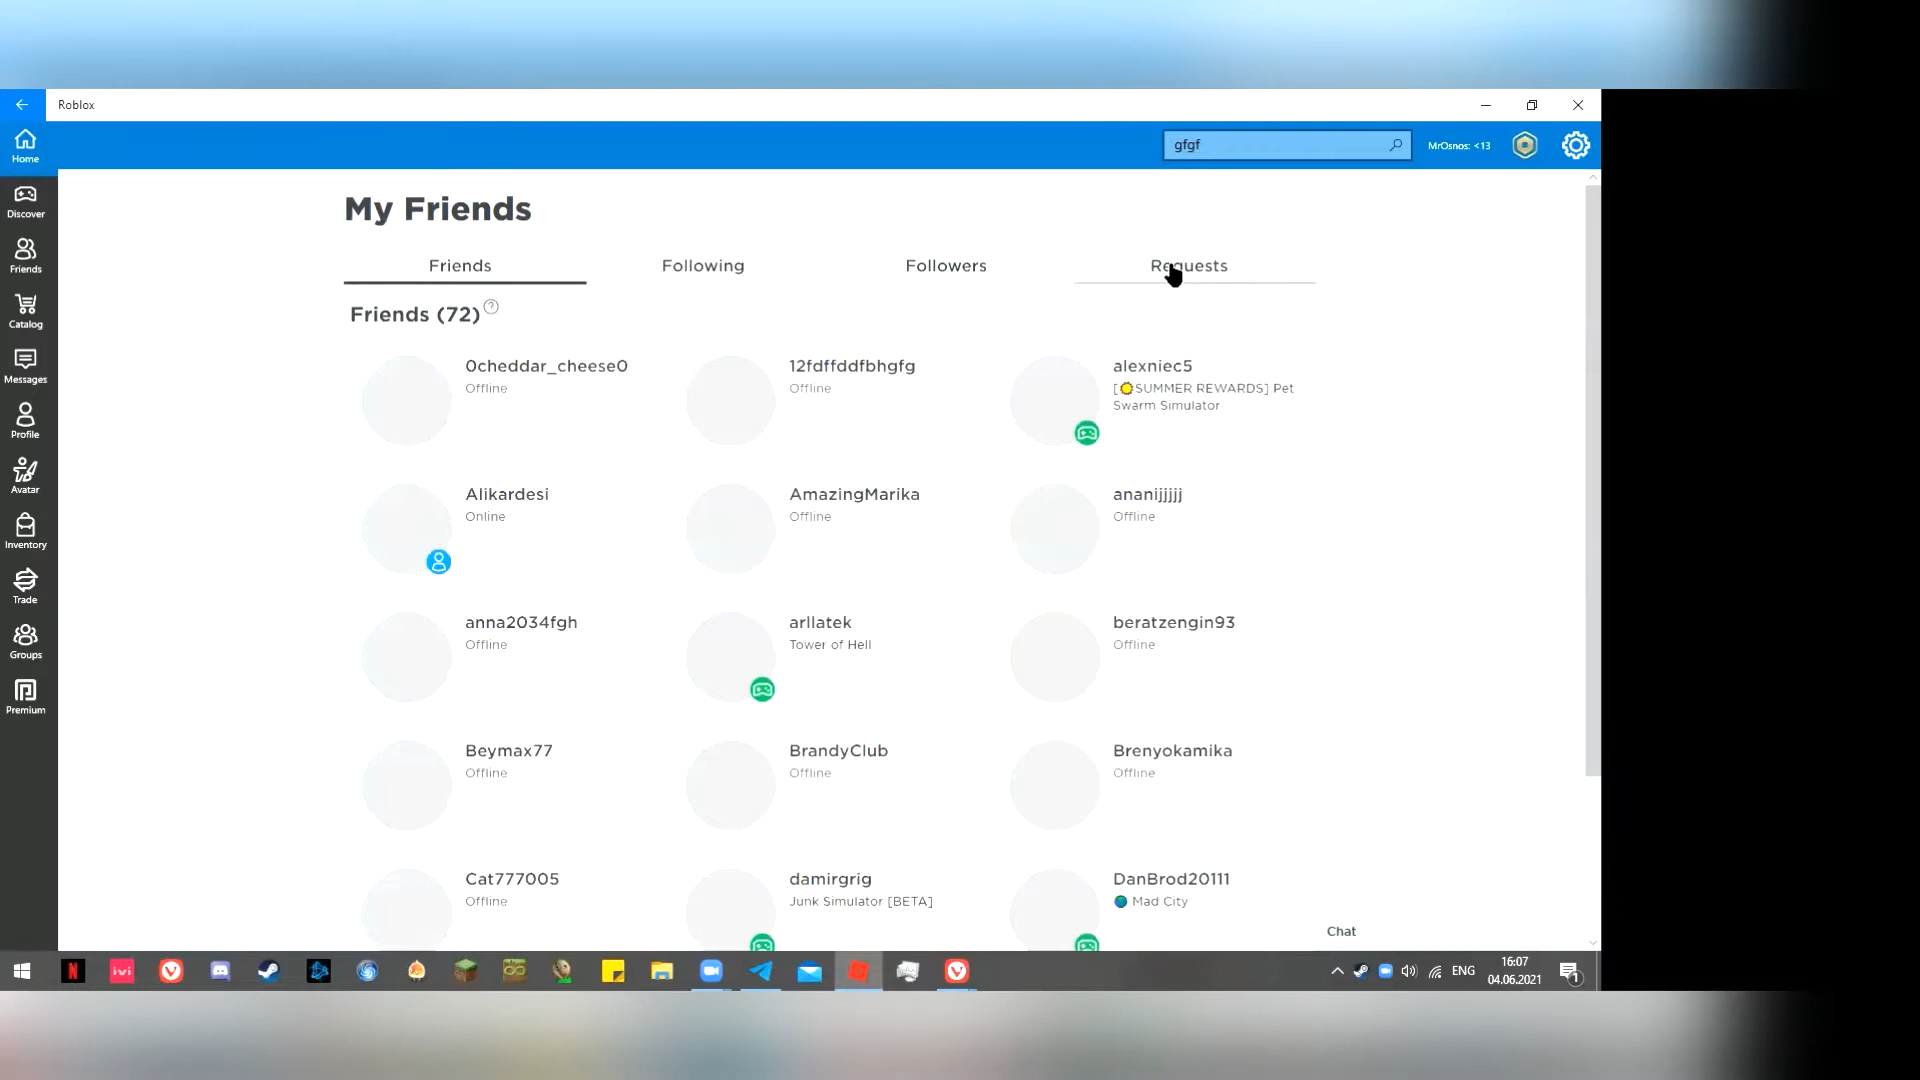 Roblox
Home
gfgf
MrOsnos: <13
Discover
Friends
Catalog
Messages
Profile
Avatar
Inventory
Trade
Groups
Premium
My Friends
Friends
Following
Followers
Requests
Friends (72)
?
0cheddar_cheese0
Offline
12fdffddfbhgfg
Offline
alexniec5
[🌞SUMMER REWARDS] Pet
Swarm Simulator
Alikardesi
Online
AmazingMarika
Offline
ananijjjjj
Offline
anna2034fgh
Offline
arllatek
Tower of Hell
beratzengin93
Offline
Beymax77
Offline
BrandyClub
Offline
Brenyokamika
Offline
Cat777005
Offline
damirgrig
Junk Simulator [BETA]
DanBrod20111
Mad City
Chat
N
ivi
ENG
16:07
04.06.2021
1